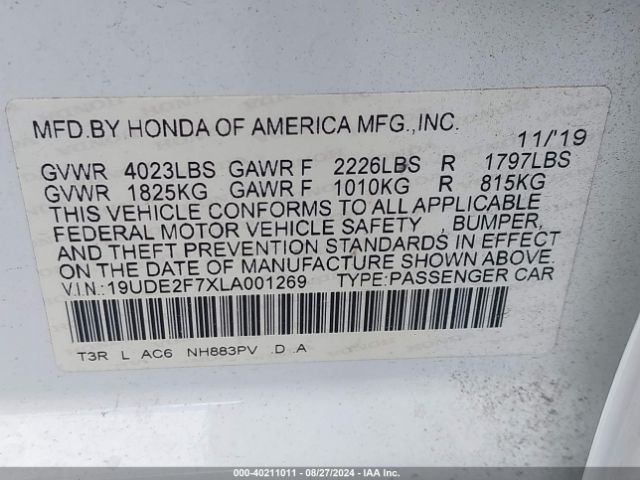 MFD.BY HONDA OF AMERICA MFG.,INC. 11/'19
GVWR 4023LBS GAWR F 2226LBS R 1797LBS
GVWR 1825KG GAWR F 1010KG R 815KG
THIS VEHICLE CONFORMS TO ALL APPLICABLE
FEDERAL MOTOR VEHICLE SAFETY , BUMPER,
AND THEFT PREVENTION STANDARDS IN EFFECT
ON THE DATE OF MANUFACTURE SHOWN ABOVE.
V.I.N.:19UDE2F7XLA001269 TYPE:PASSENGER CAR
T3R L AC6 NH883PV .D .A
000-40211011 - 08/27/2024 - IAA Inc.